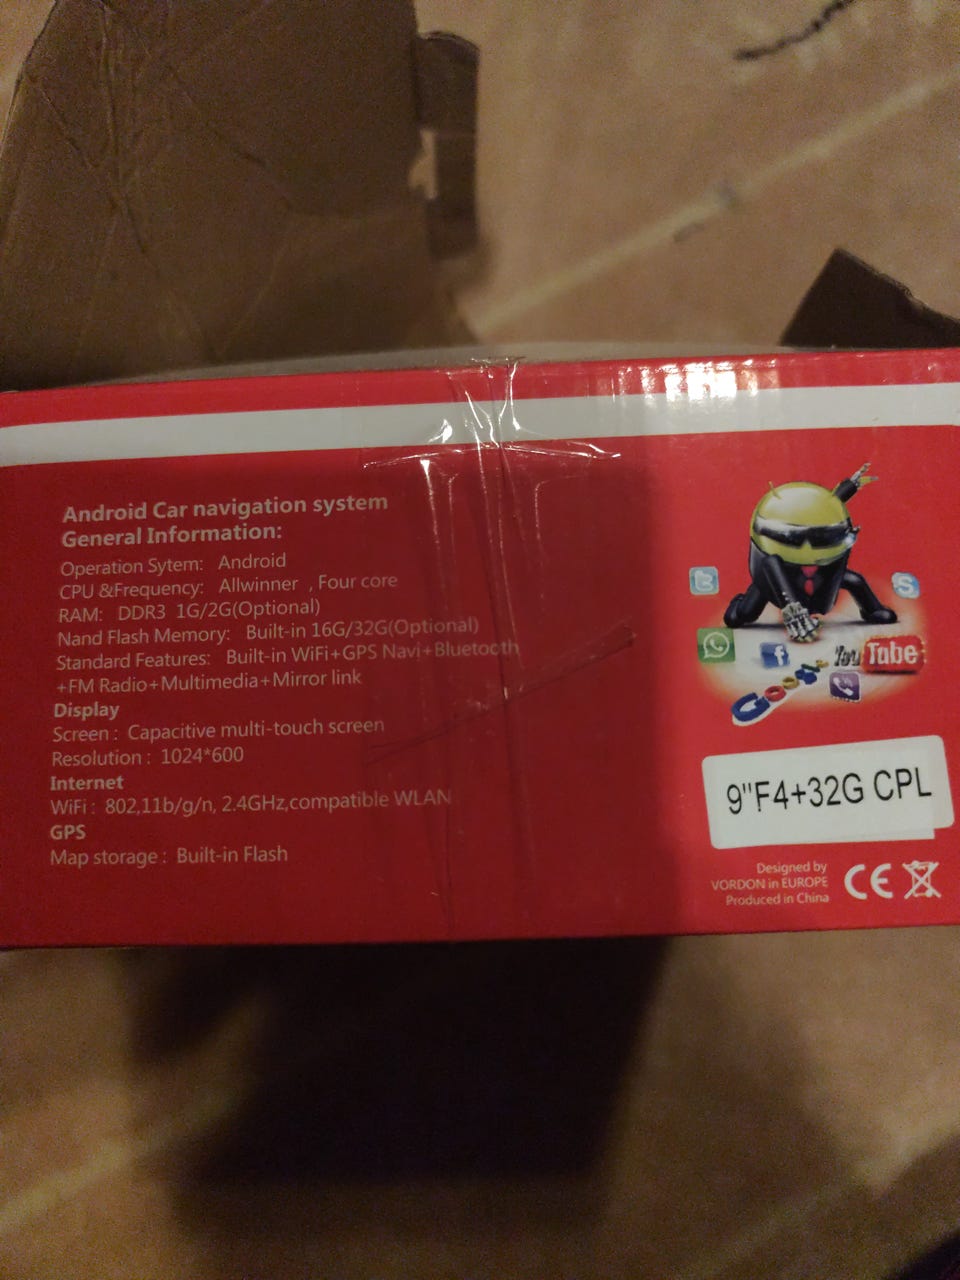 Android Car navigation system
General Information:
Operation Sytem: Android
CPU &Frequency: Allwinner , Four core
RAM: DDR3 1G/2G(Optional)
Nand Flash Memory: Built-in 16G/32G(Optional)
Standard Features: Built-in WiFi+GPS Navi+Bluetooth
+FM Radio+Multimedia+Mirror link
Display
Screen : Capacitive multi-touch screen
Resolution : 1024*600
Internet
WiFi : 802,11b/g/n, 2.4GHz,compatible WLAN
GPS
Map storage : Built-in Flash
You Tube
Google
9"F4+32G CPL
Designed by
VORDON in EUROPE
Produced in China
CE